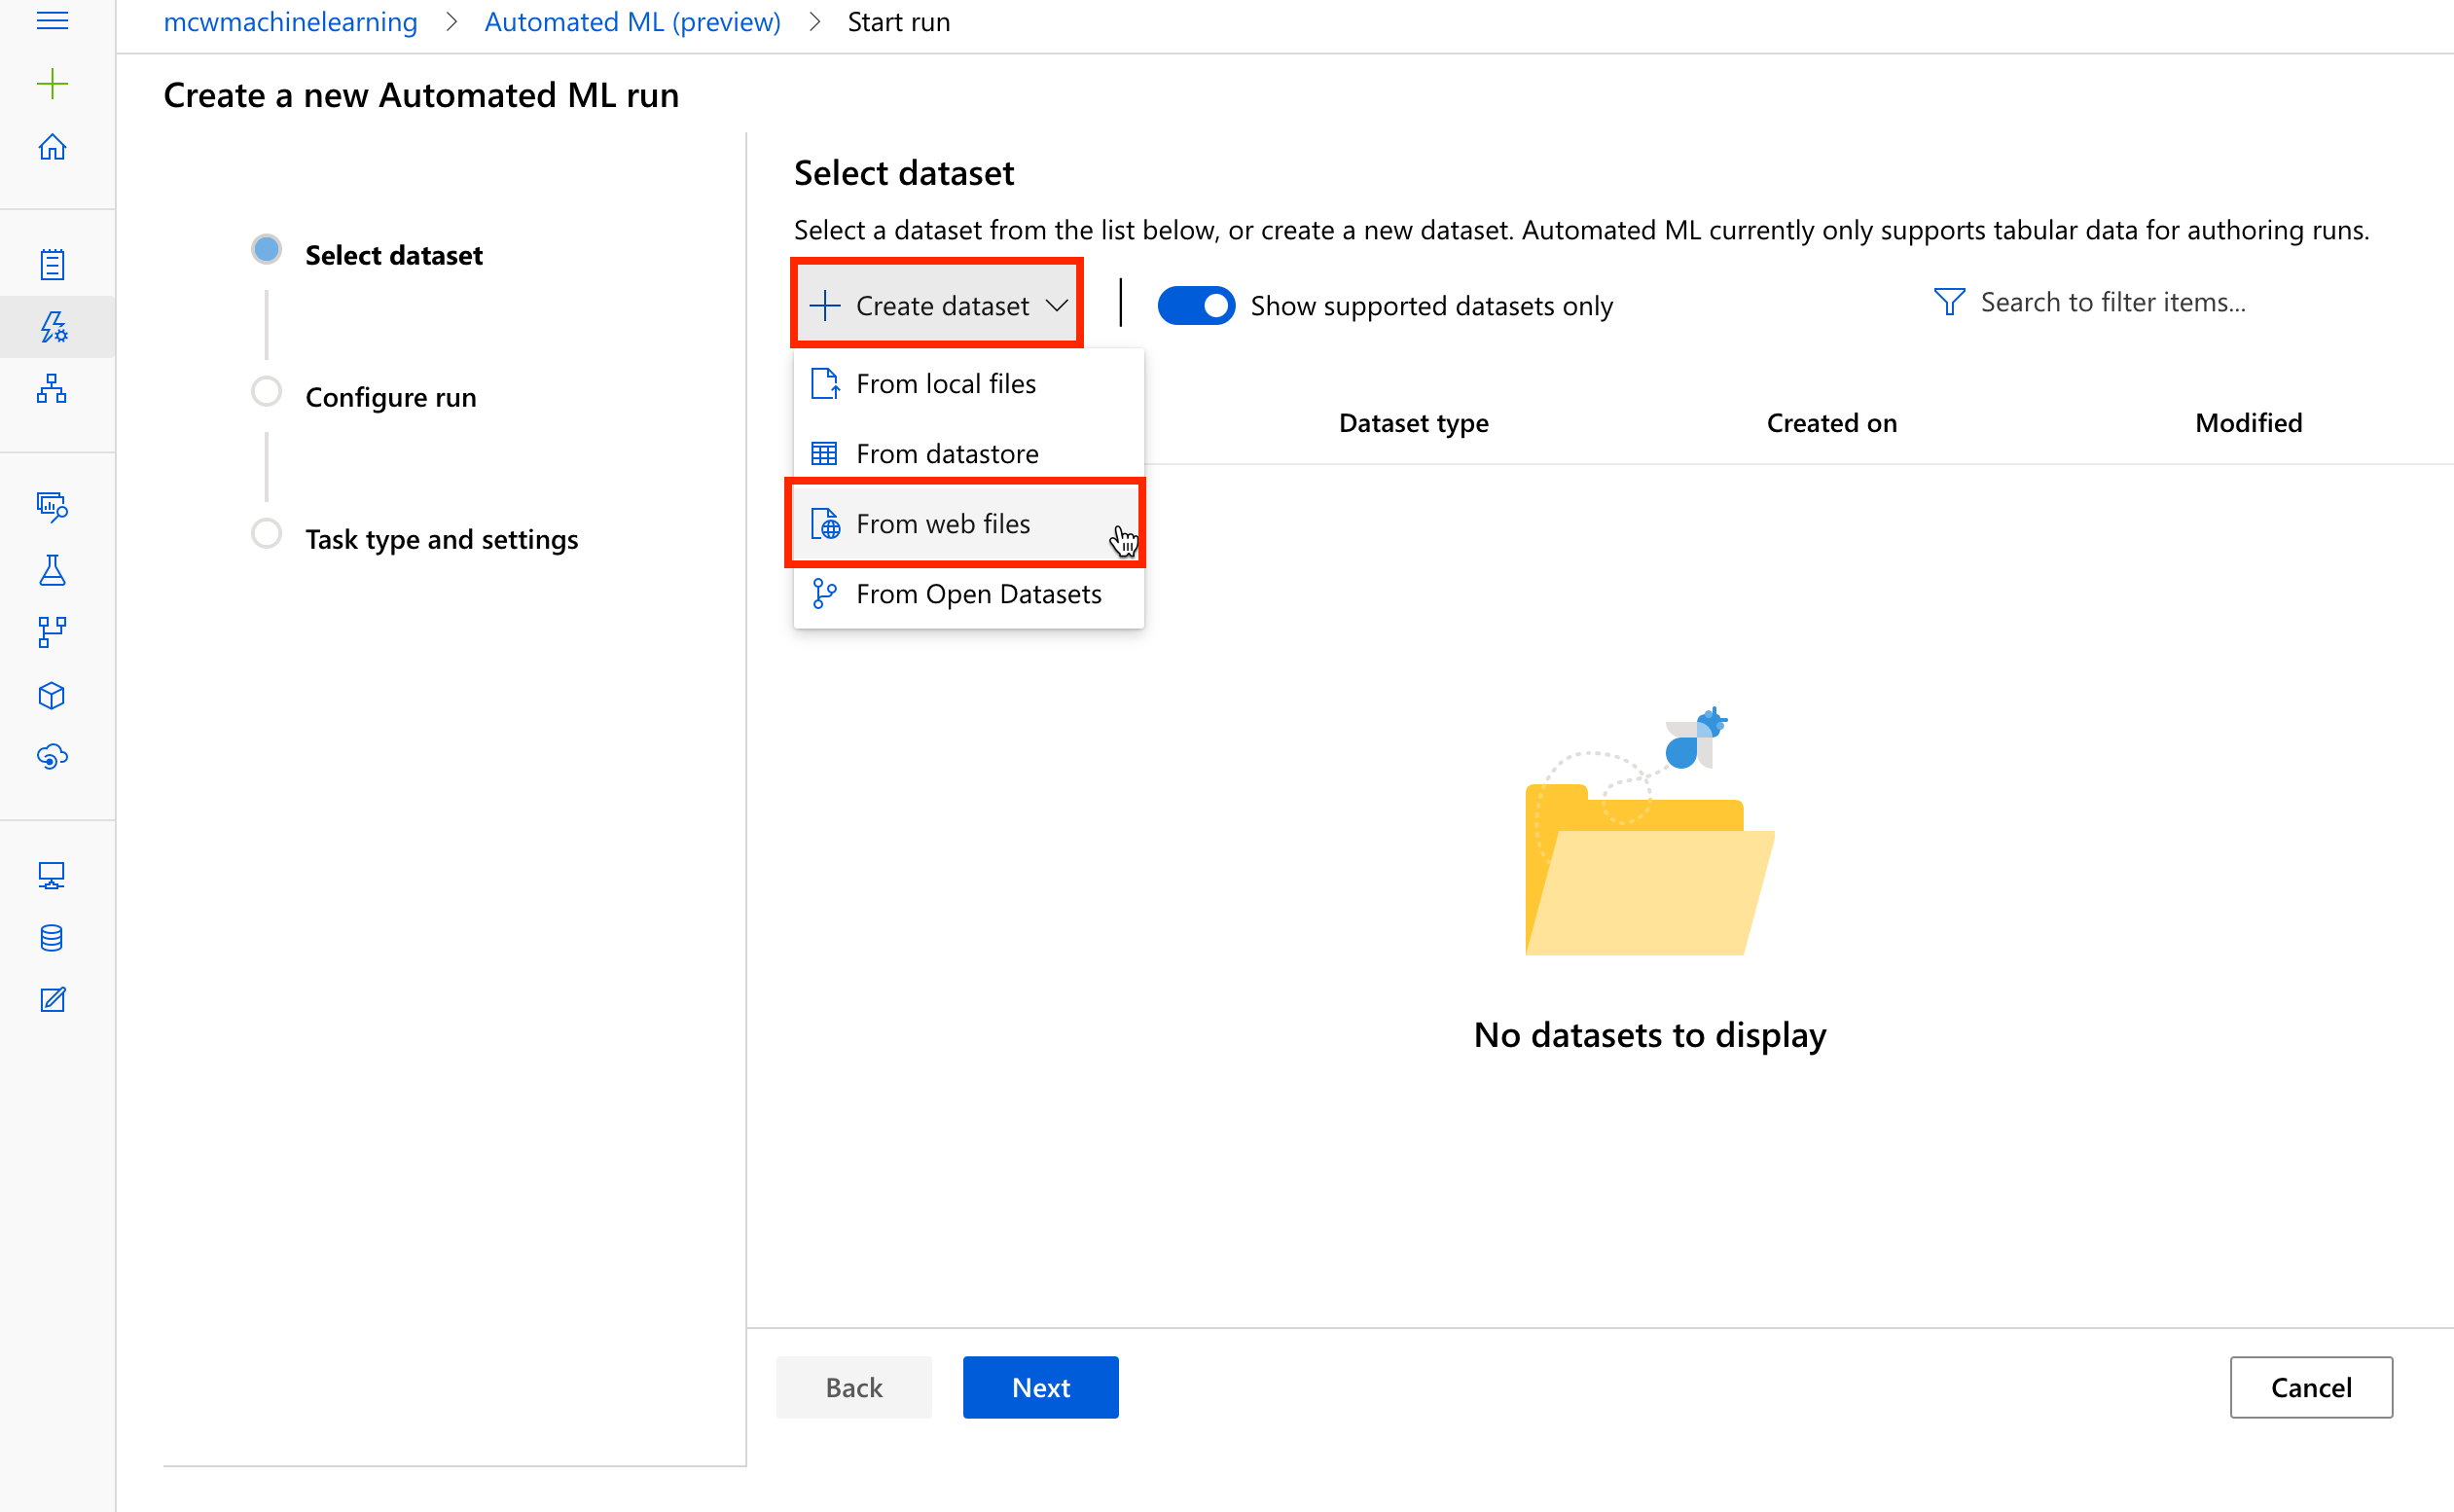 mcwmachinelearning > Automated ML (preview) > Start run
Create a new Automated ML run
Select dataset
Configure run
Task type and settings
Select dataset
Select a dataset from the list below, or create a new dataset. Automated ML currently only supports tabular data for authoring runs.
Create dataset
Show supported datasets only
Search to filter items...
From local files
From datastore
From web files
From Open Datasets
Dataset type
Created on
Modified
No datasets to display
Back
Next
Cancel